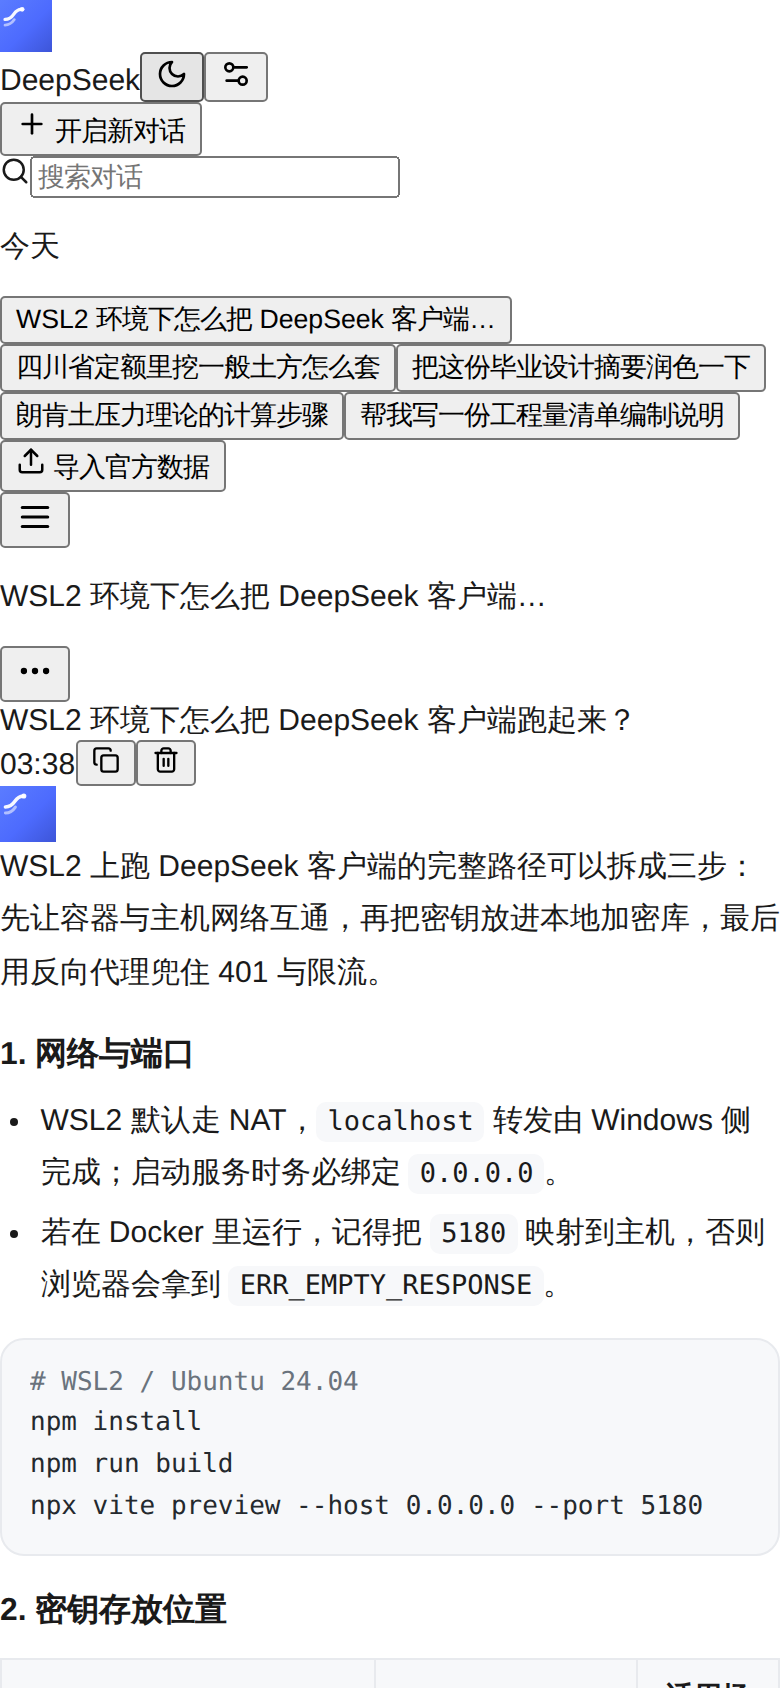 DeepSeek
开启新对话
搜索对话
今天
WSL2 环境下怎么把 DeepSeek 客户端…
四川省定额里挖一般土方怎么套
把这份毕业设计摘要润色一下
朗肯土压力理论的计算步骤
帮我写一份工程量清单编制说明
导入官方数据
WSL2 环境下怎么把 DeepSeek 客户端…
WSL2 环境下怎么把 DeepSeek 客户端跑起来？
03:38
WSL2 上跑 DeepSeek 客户端的完整路径可以拆成三步：
先让容器与主机网络互通，再把密钥放进本地加密库，最后
用反向代理兜住 401 与限流。
1. 网络与端口
• WSL2 默认走 NAT，localhost 转发由 Windows 侧
完成；启动服务时务必绑定 0.0.0.0。
• 若在 Docker 里运行，记得把 5180 映射到主机，否则
浏览器会拿到 ERR_EMPTY_RESPONSE。
# WSL2 / Ubuntu 24.04
npm install
npm run build
npx vite preview --host 0.0.0.0 --port 5180
2. 密钥存放位置